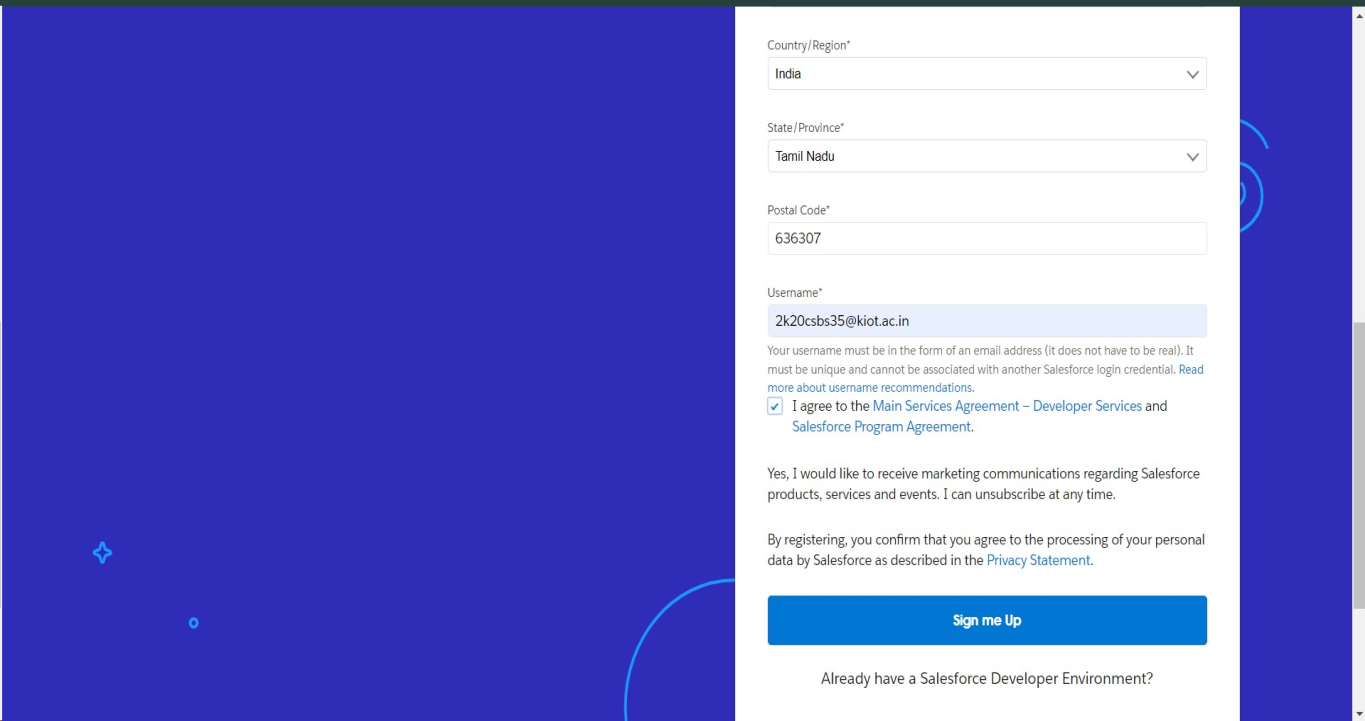 Country/Region*
India
State/Province*
Tamil Nadu
Postal Code*
636307
Username*
2k20csbs35@kiot.ac.in
Your username must be in the form of an email address (it does not have to be real). It
must be unique and cannot be associated with another Salesforce login credential. Read
more about username recommendations.
I agree to the Main Services Agreement – Developer Services and
Salesforce Program Agreement.
Yes, I would like to receive marketing communications regarding Salesforce
products, services and events. I can unsubscribe at any time.
By registering, you confirm that you agree to the processing of your personal
data by Salesforce as described in the Privacy Statement.
Sign me Up
Already have a Salesforce Developer Environment?